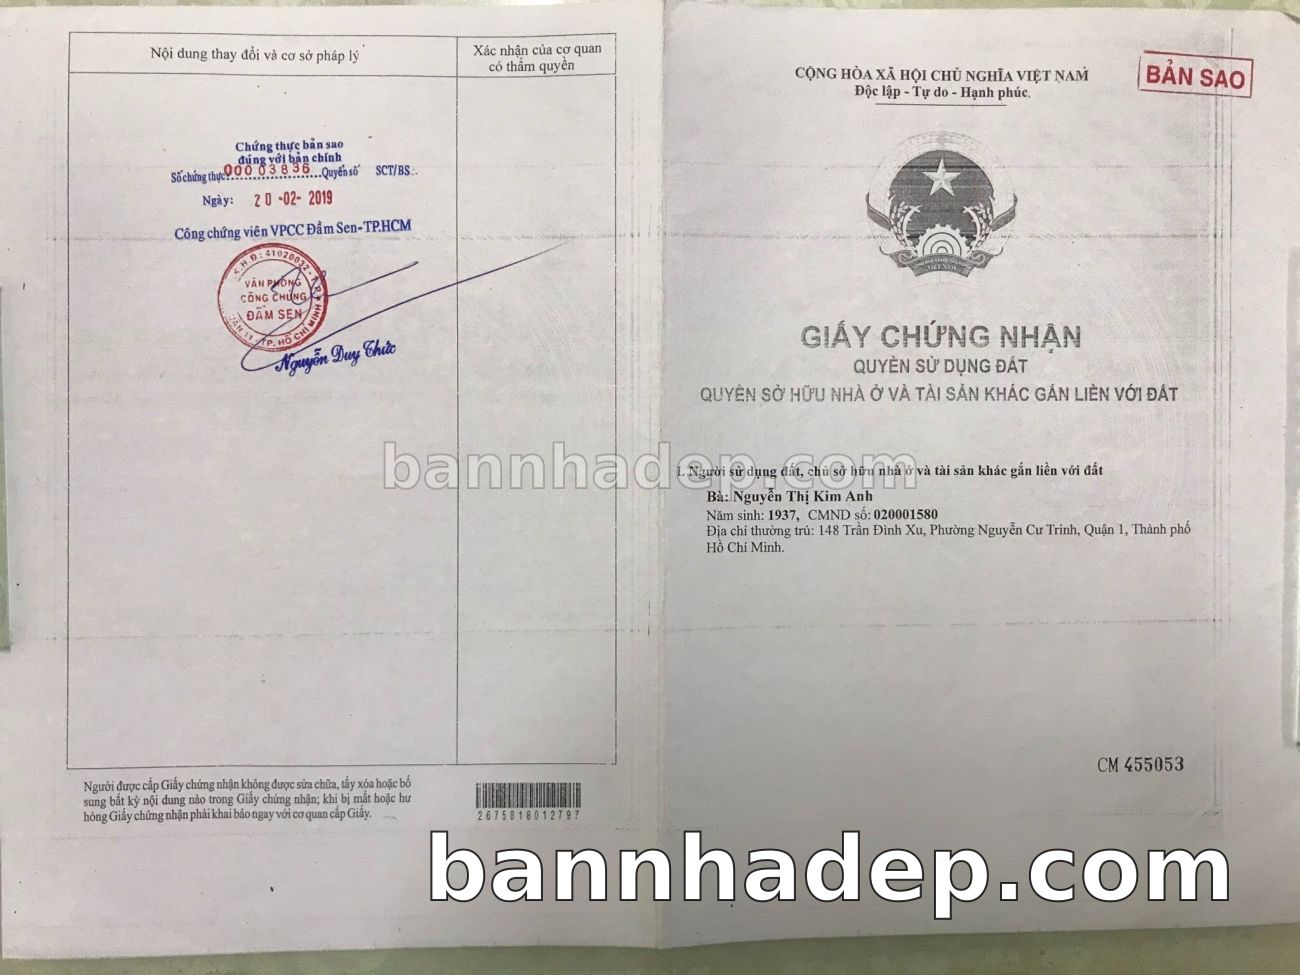 Nội dung thay đổi và cơ sở pháp lý
Xác nhận của cơ quan
có thẩm quyền
Chứng thực bản sao
đúng với bản chính
Số chứng thực 00003836 Quyển số SCT/BS
Ngày: 20-02-2019
Công chứng viên VPCC Đầm Sen-TP.HCM
VĂN PHÒNG
CÔNG CHỨNG
ĐẦM SEN
TP. HỒ CHÍ MINH
Nguyễn Duy Thức
Người được cấp Giấy chứng nhận không được sửa chữa, tẩy xóa hoặc bổ
sung bất kỳ nội dung nào trong Giấy chứng nhận; khi bị mất hoặc hư
hỏng Giấy chứng nhận phải khai báo ngay với cơ quan cấp Giấy.
2675818012797
CỘNG HÒA XÃ HỘI CHỦ NGHĨA VIỆT NAM
Độc lập - Tự do - Hạnh phúc
BẢN SAO
VIỆT NAM
GIẤY CHỨNG NHẬN
QUYỀN SỬ DỤNG ĐẤT
QUYỀN SỞ HỮU NHÀ Ở VÀ TÀI SẢN KHÁC GẮN LIỀN VỚI ĐẤT
bannhadep.com
I. Người sử dụng đất, chủ sở hữu nhà ở và tài sản khác gắn liền với đất
Bà: Nguyễn Thị Kim Anh
Năm sinh: 1937, CMND số: 020001580
Địa chỉ thường trú: 148 Trần Đình Xu, Phường Nguyễn Cư Trinh, Quận 1, Thành phố
Hồ Chí Minh.
CM 455053
bannhadep.com